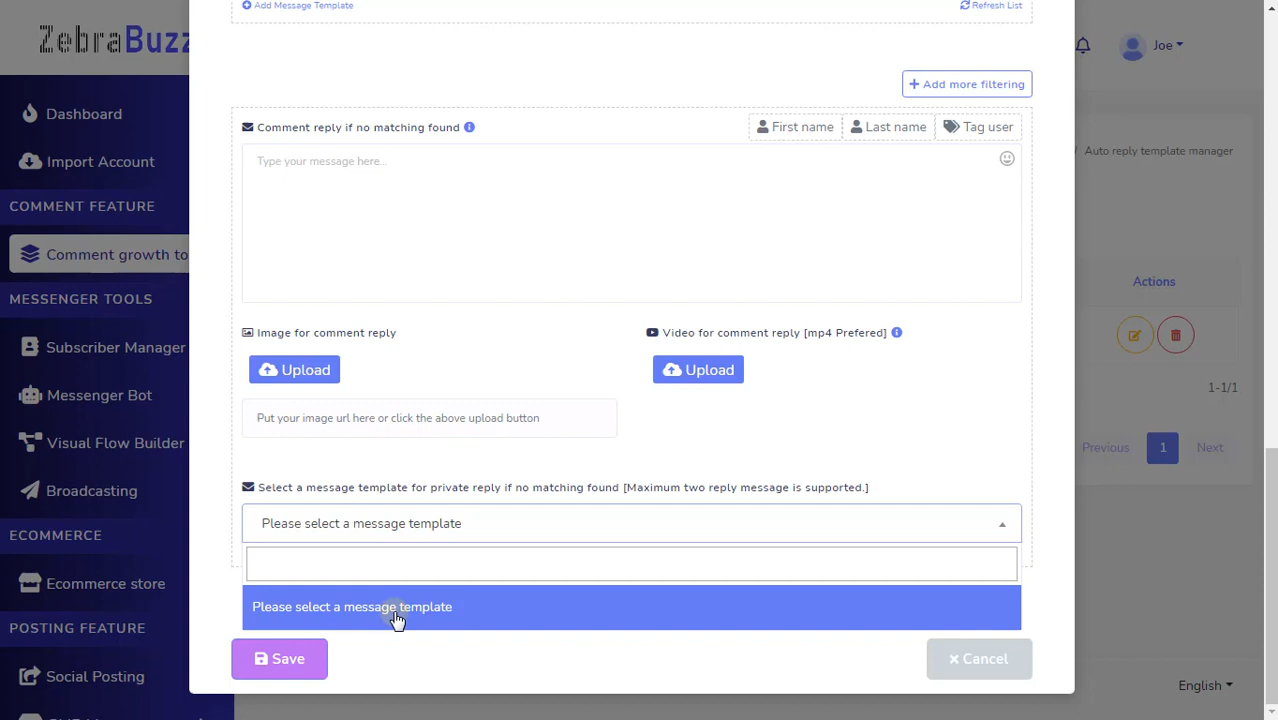 Add Message Template
Refresh List
ZebraBuzz
Joe
Add more filtering
Dashboard
Comment reply if no matching found
First name
Last name
Tag user
Import Account
Type your message here...
/ Auto reply template manager
COMMENT FEATURE
Comment growth to
Actions
MESSENGER TOOLS
Image for comment reply
Video for comment reply [mp4 Prefered]
Subscriber Manager
Upload
Upload
1-1/1
Messenger Bot
Put your image url here or click the above upload button
Visual Flow Builder
Previous
1
Next
Broadcasting
Select a message template for private reply if no matching found [Maximum two reply message is supported.]
Please select a message template
ECOMMERCE
Ecommerce store
Please select a message template
POSTING FEATURE
Save
Cancel
Social Posting
English